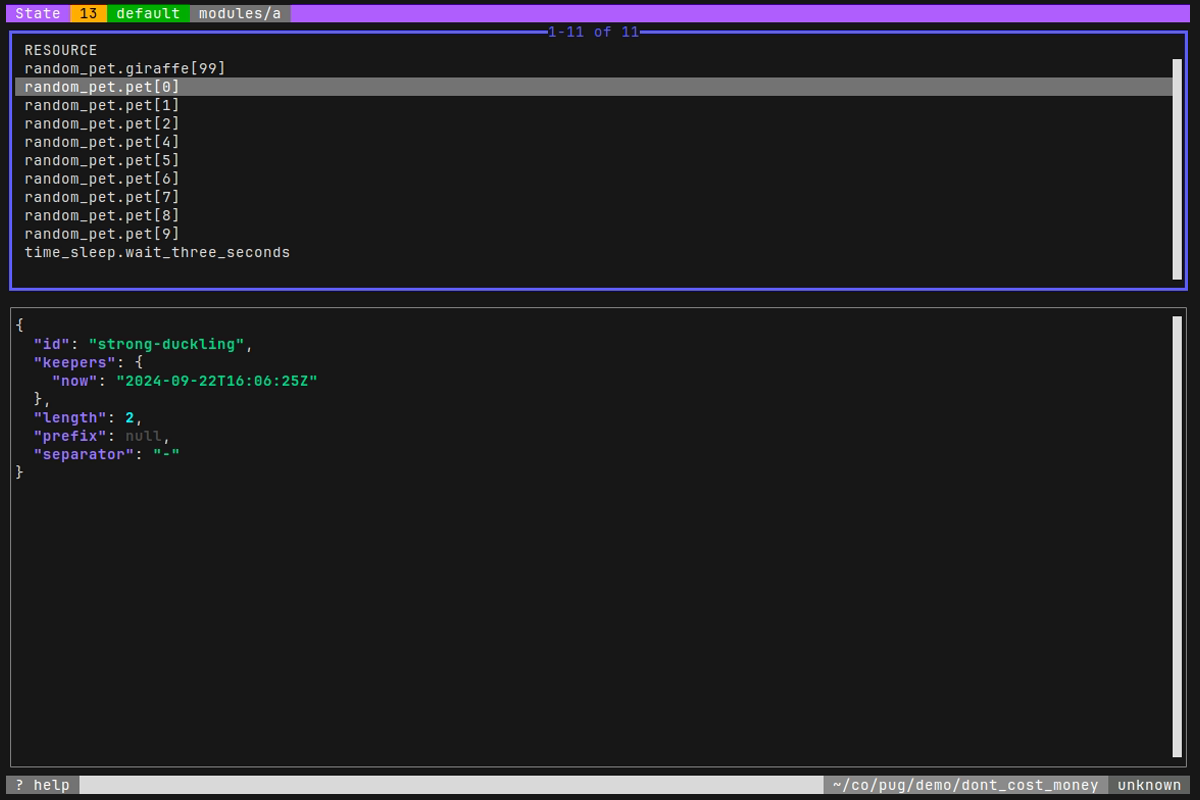 State 13 default modules/a
1-11 of 11
RESOURCE
random_pet.giraffe[99]
random_pet.pet[0]
random_pet.pet[1]
random_pet.pet[2]
random_pet.pet[4]
random_pet.pet[5]
random_pet.pet[6]
random_pet.pet[7]
random_pet.pet[8]
random_pet.pet[9]
time_sleep.wait_three_seconds
{
  "id": "strong-duckling",
  "keepers": {
    "now": "2024-09-22T16:06:25Z"
  },
  "length": 2,
  "prefix": null,
  "separator": "-"
}
? help ~/co/pug/demo/dont_cost_money unknown